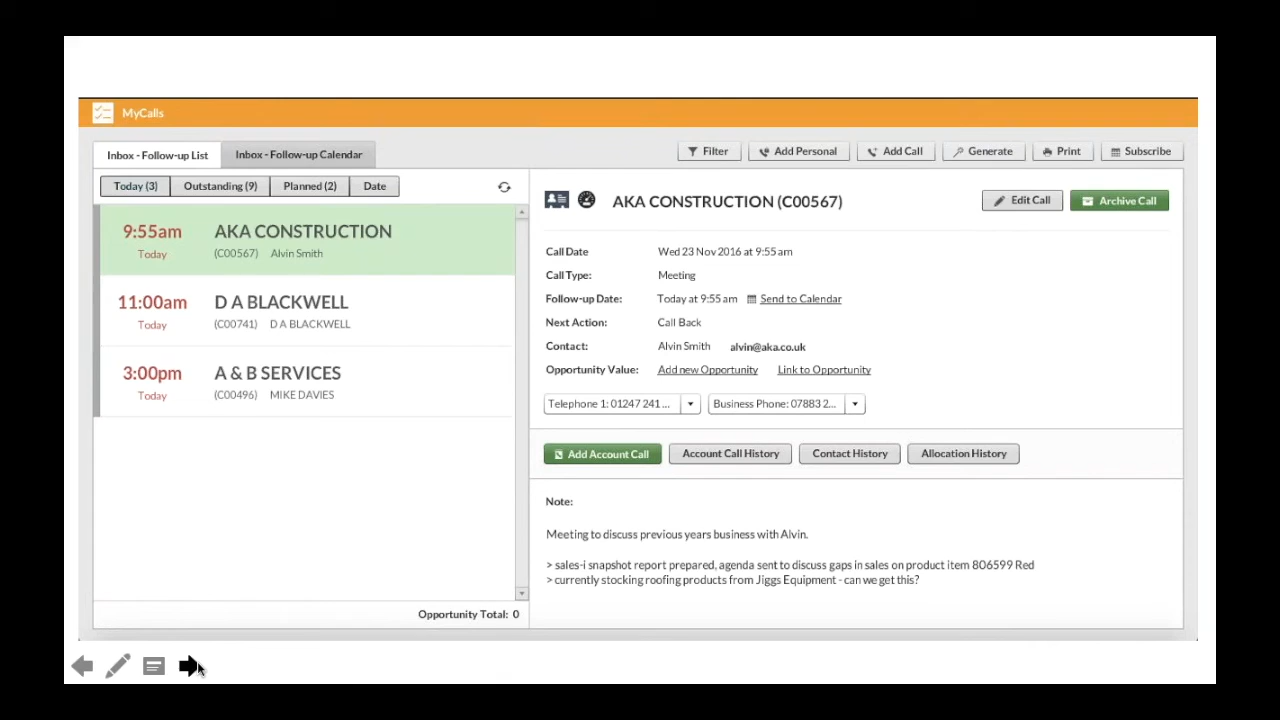 MyCalls
Inbox - Follow-up List
Inbox - Follow-up Calendar
Filter
Add Personal
Add Call
Generate
Print
Subscribe
Today (3)
Outstanding (9)
Planned (2)
Date
9:55am
AKA CONSTRUCTION
Today
(C00567) Alvin Smith
11:00am
D A BLACKWELL
Today
(C00741) D A BLACKWELL
3:00pm
A & B SERVICES
Today
(C00496) MIKE DAVIES
Opportunity Total: 0
AKA CONSTRUCTION (C00567)
Edit Call
Archive Call
Call Date Wed 23 Nov 2016 at 9:55 am
Call Type: Meeting
Follow-up Date: Today at 9:55 am Send to Calendar
Next Action: Call Back
Contact: Alvin Smith alvin@aka.co.uk
Opportunity Value: Add new Opportunity Link to Opportunity
Telephone 1: 01247 241 ...
Business Phone: 07883 2...
Add Account Call
Account Call History
Contact History
Allocation History
Note:
Meeting to discuss previous years business with Alvin.
> sales-i snapshot report prepared, agenda sent to discuss gaps in sales on product item 806599 Red
> currently stocking roofing products from Jiggs Equipment - can we get this?